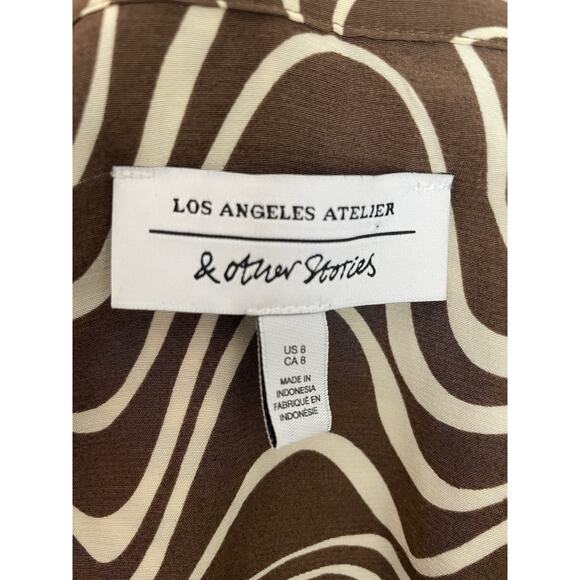 LOS ANGELES ATELIER
& other Stories
US 8
CA 8
MADE IN
INDONESIA
FABRIQUÉ EN
INDONÉSIE